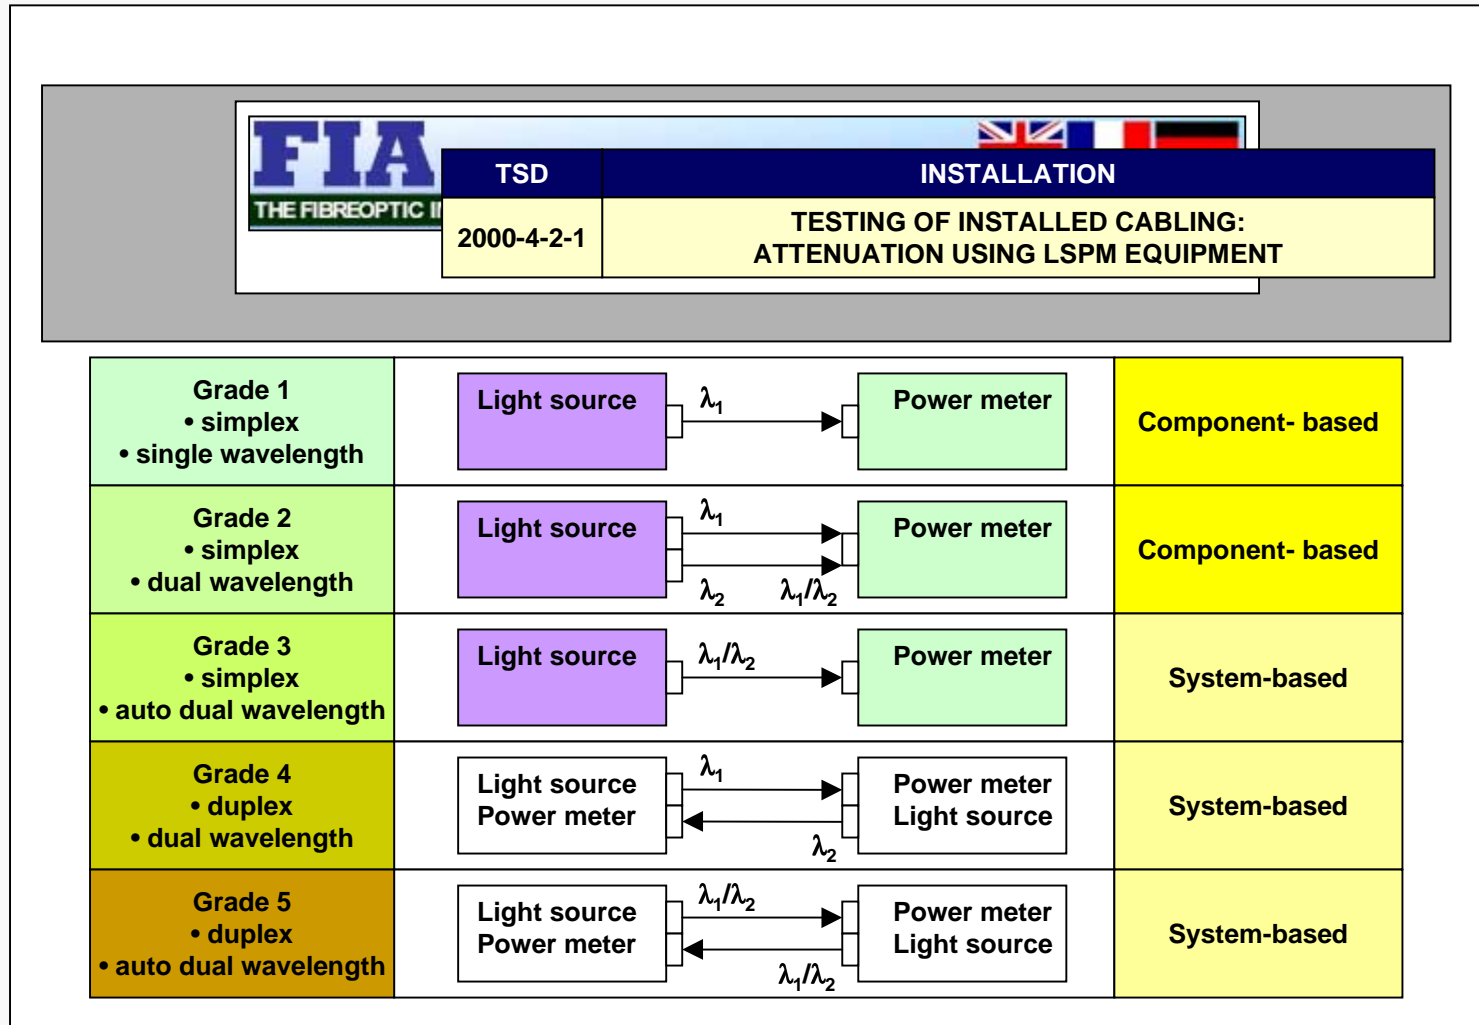 FIA
THE FIBREOPTIC I
TSD
INSTALLATION
2000-4-2-1
TESTING OF INSTALLED CABLING:
ATTENUATION USING LSPM EQUIPMENT
Grade 1
• simplex
• single wavelength
Light source
λ1
Power meter
Component- based
Grade 2
• simplex
• dual wavelength
Light source
λ1
λ2
λ1/λ2
Power meter
Component- based
Grade 3
• simplex
• auto dual wavelength
Light source
λ1/λ2
Power meter
System-based
Grade 4
• duplex
• dual wavelength
Light source
Power meter
λ1
λ2
Power meter
Light source
System-based
Grade 5
• duplex
• auto dual wavelength
Light source
Power meter
λ1/λ2
λ1/λ2
Power meter
Light source
System-based